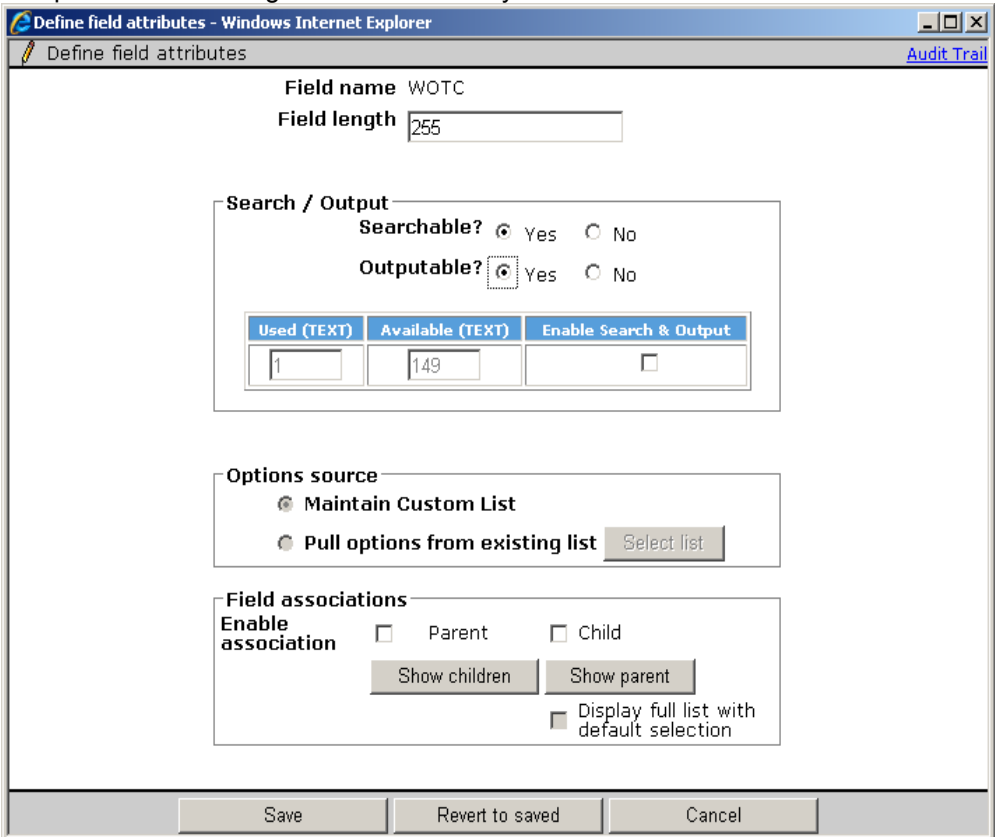 Define field attributes - Windows Internet Explorer
Define field attributes Audit Trail
Field name WOTC
Field length 255
Search / Output
Searchable? Yes No
Outputable? Yes No
Used (TEXT) Available (TEXT) Enable Search & Output
1 149
Options source
Maintain Custom List
Pull options from existing list Select list
Field associations
Enable association Parent Child
Show children Show parent
Display full list with
default selection
Save Revert to saved Cancel